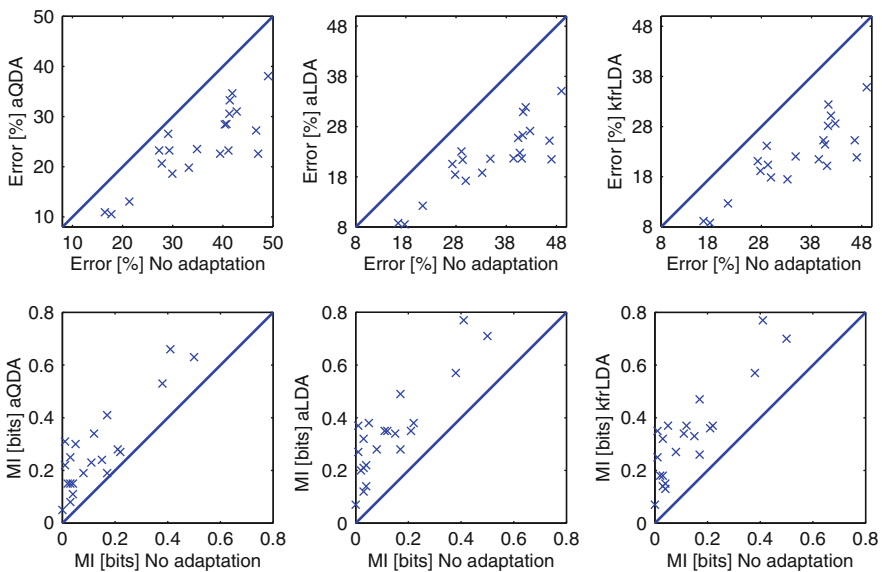 50
40
30
20
10
Error [%] aQDA
10 20 30 40 50
Error [%] No adaptation
48
38
28
18
8
Error [%] aLDA
8 18 28 38 48
Error [%] No adaptation
48
38
28
18
8
Error [%] kfrLDA
8 18 28 38 48
Error [%] No adaptation
0.8
0.6
0.4
0.2
0
MI [bits] aQDA
0 0.2 0.4 0.6 0.8
MI [bits] No adaptation
0.8
0.6
0.4
0.2
0
MI [bits] aLDA
0 0.2 0.4 0.6 0.8
MI [bits] No adaptation
0.8
0.6
0.4
0.2
0
MI [bits] kfrLDA
0 0.2 0.4 0.6 0.8
MI [bits] No adaptation